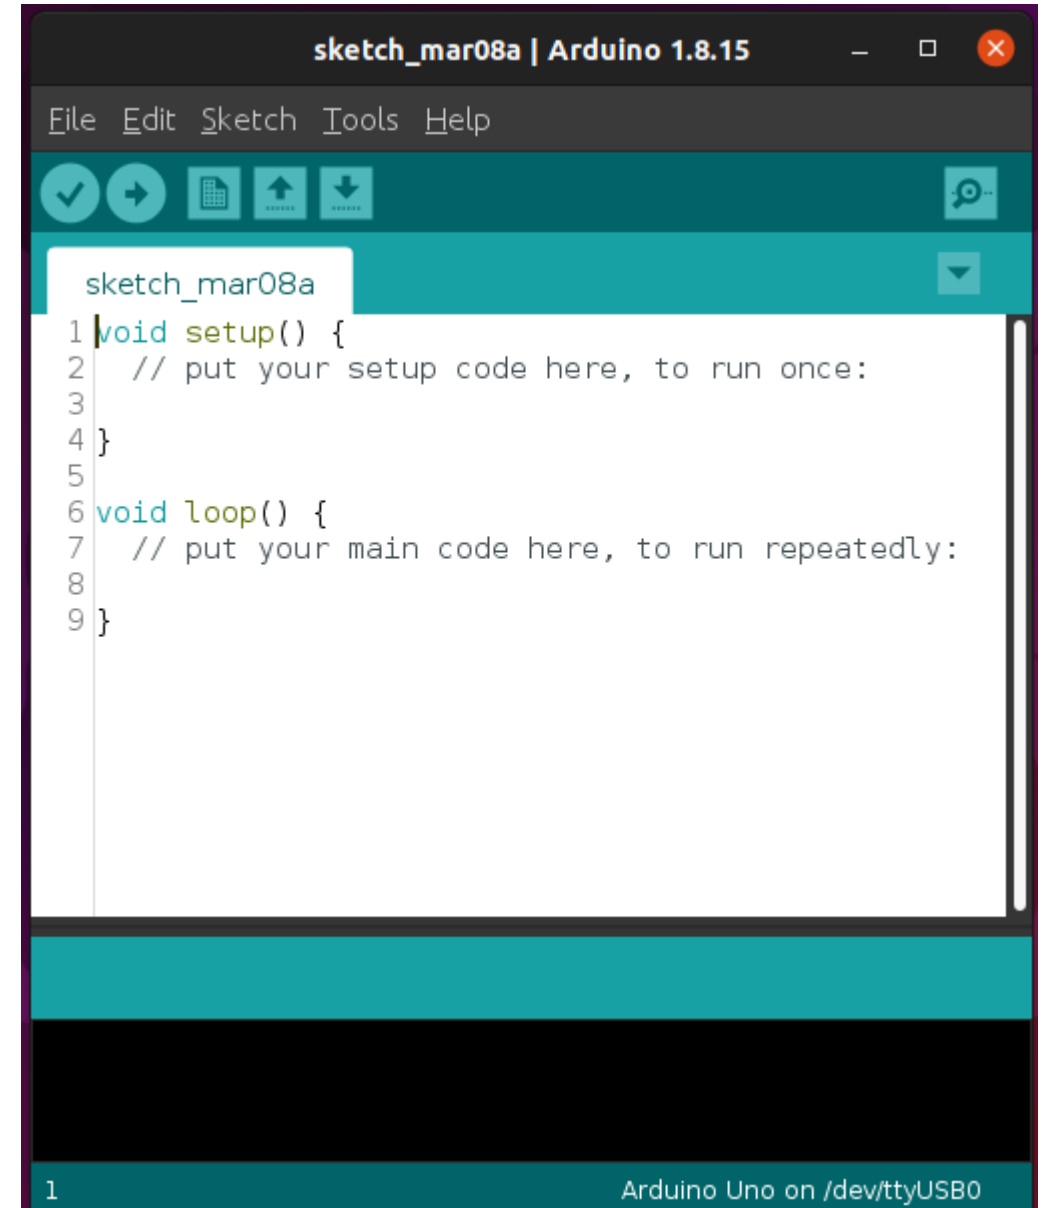 sketch_mar08a | Arduino 1.8.15
File Edit Sketch Tools Help
sketch_mar08a
1 void setup() {
2   // put your setup code here, to run once:
3
4 }
5
6 void loop() {
7   // put your main code here, to run repeatedly:
8
9 }
1 Arduino Uno on /dev/ttyUSB0